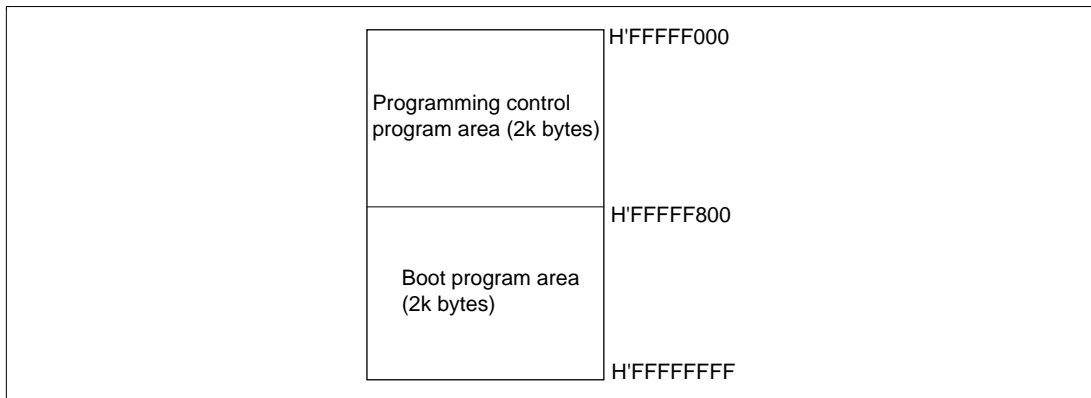 H'FFFFF000
Programming control
program area (2k bytes)
H'FFFFF800
Boot program area
(2k bytes)
H'FFFFFFFF